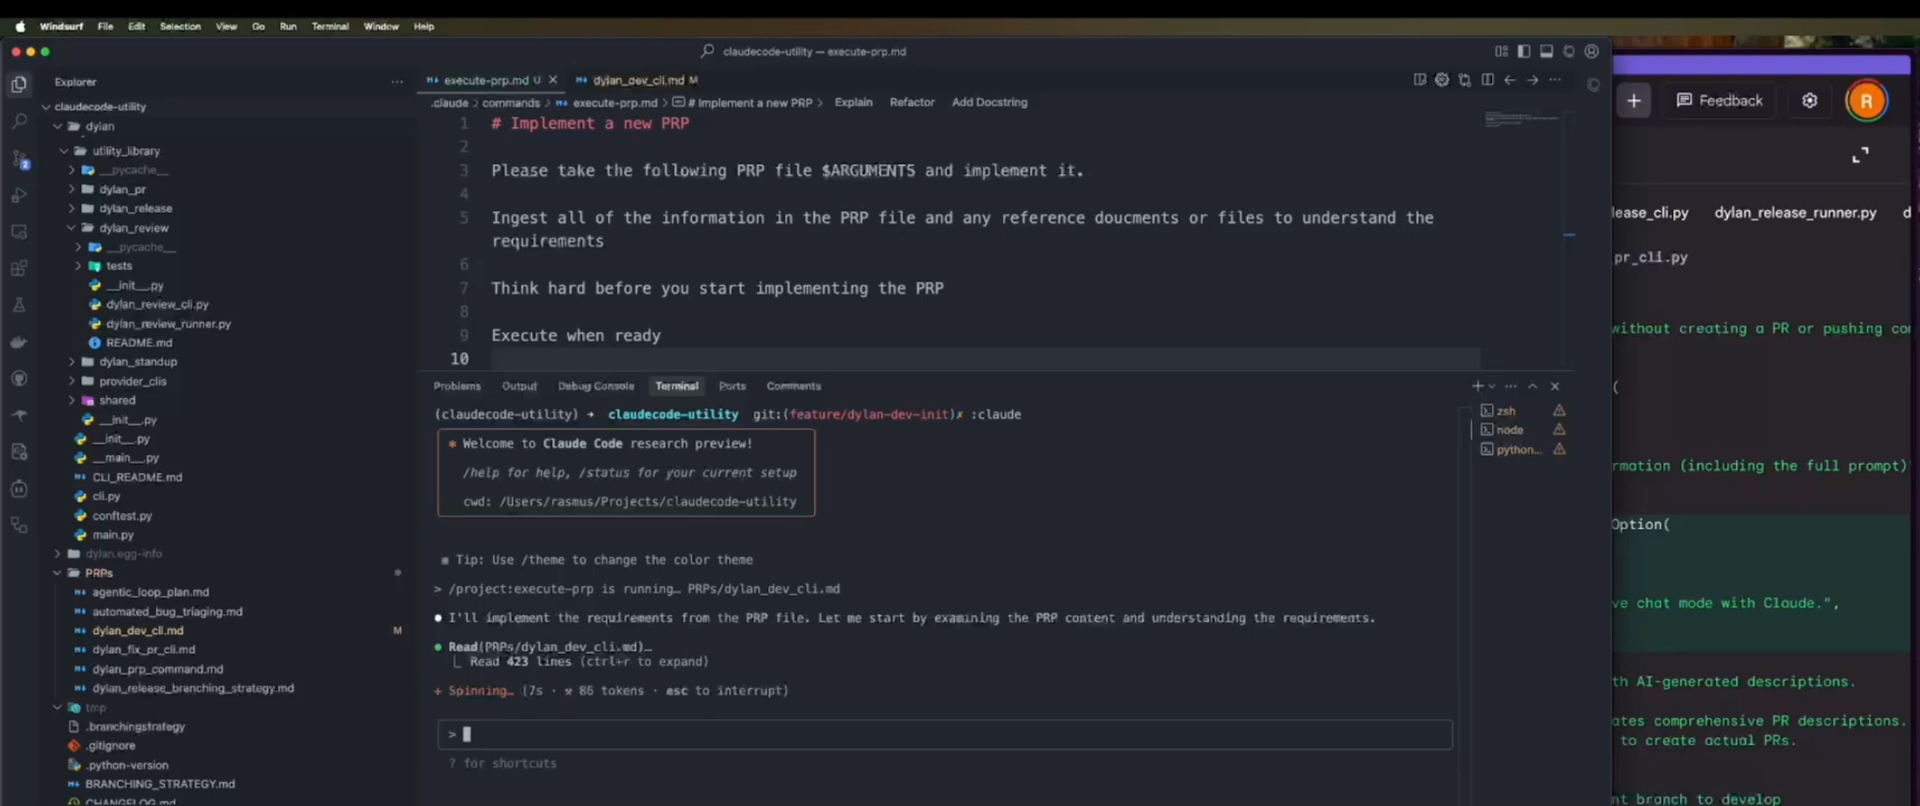 Windsurf File Edit Selection View Go Run Terminal Window Help
claudecode-utility — execute-prp.md
Explorer
claudecode-utility
dylan
utility_library
__pycache__
dylan_pr
dylan_release
dylan_review
__pycache__
tests
__init__.py
dylan_review_cli.py
dylan_review_runner.py
README.md
dylan_standup
provider_clis
shared
__init__.py
__init__.py
__main__.py
CLI_README.md
cli.py
conftest.py
main.py
dylan.egg-info
PRPs
agentic_loop_plan.md
automated_bug_triaging.md
dylan_dev_cli.md M
dylan_fix_pr_cli.md
dylan_prp_command.md
dylan_release_branching_strategy.md
tmp
.branchingstrategy
.gitignore
.python-version
BRANCHING_STRATEGY.md
CHANGELOG.md
2
execute-prp.md U dylan_dev_cli.md M
.claude > commands > execute-prp.md > # Implement a new PRP > Explain Refactor Add Docstring
1 # Implement a new PRP
2
3 Please take the following PRP file $ARGUMENTS and implement it.
4
5 Ingest all of the information in the PRP file and any reference doucments or files to understand the
requirements
6
7 Think hard before you start implementing the PRP
8
9 Execute when ready
10
Problems Output Debug Console Terminal Ports Comments
(claudecode-utility) → claudecode-utility git:(feature/dylan-dev-init)✗ :claude
✻ Welcome to Claude Code research preview!
/help for help, /status for your current setup
cwd: /Users/rasmus/Projects/claudecode-utility
Tip: Use /theme to change the color theme
> /project:execute-prp is running… PRPs/dylan_dev_cli.md
I'll implement the requirements from the PRP file. Let me start by examining the PRP content and understanding the requirements.
Read(PRPs/dylan_dev_cli.md)…
Read 423 lines (ctrl+r to expand)
Spinning… (7s · 86 tokens · esc to interrupt)
>
? for shortcuts
zsh
node
python...
Feedback
R
lease_cli.py dylan_release_runner.py d
pr_cli.py
without creating a PR or pushing co
(
rmation (including the full prompt)"
Option(
ve chat mode with Claude.",
th AI-generated descriptions.
ates comprehensive PR descriptions.
to create actual PRs.
nt branch to develop